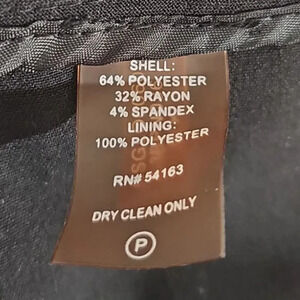 SHELL:
64% POLYESTER
32% RAYON
4% SPANDEX
LINING:
100% POLYESTER
RN# 54163
DRY CLEAN ONLY
P